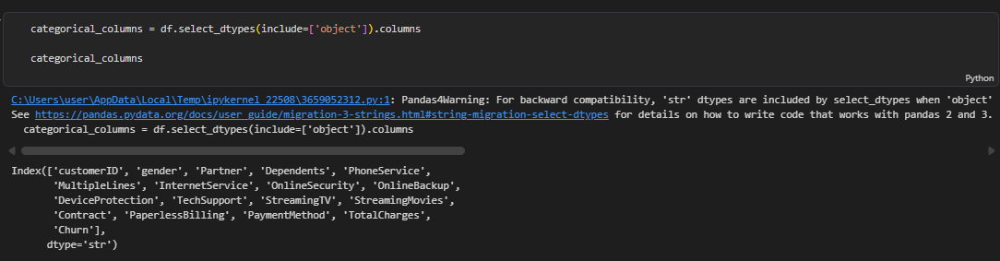 categorical_columns = df.select_dtypes(include=['object']).columns
categorical_columns
Python
C:\Users\user\AppData\Local\Temp\ipykernel_22508\3659052312.py:1: Pandas4Warning: For backward compatibility, 'str' dtypes are included by select_dtypes when 'object'
See https://pandas.pydata.org/docs/user_guide/migration-3-strings.html#string-migration-select-dtypes for details on how to write code that works with pandas 2 and 3.
categorical_columns = df.select_dtypes(include=['object']).columns
Index(['customerID', 'gender', 'Partner', 'Dependents', 'PhoneService',
'MultipleLines', 'InternetService', 'OnlineSecurity', 'OnlineBackup',
'DeviceProtection', 'TechSupport', 'StreamingTV', 'StreamingMovies',
'Contract', 'PaperlessBilling', 'PaymentMethod', 'TotalCharges',
'Churn'],
dtype='str')